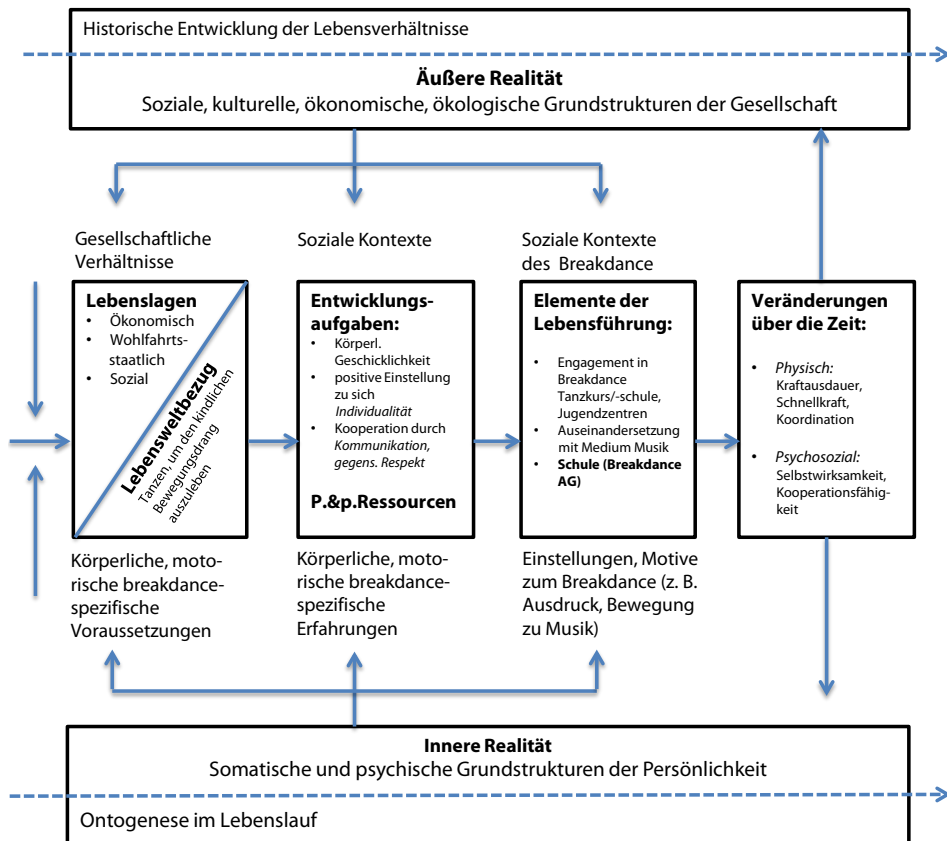 Historische Entwicklung der Lebensverhältnisse
Äußere Realität
Soziale, kulturelle, ökonomische, ökologische Grundstrukturen der Gesellschaft
Gesellschaftliche
Verhältnisse
Lebenslagen
• Ökonomisch
• Wohlfahrts-
staatlich
• Sozial
Lebensweltbezug
Tanzen, um den kindlichen
Bewegungsdrang
auszuleben
Körperliche, moto-
rische breakdance-
spezifische
Voraussetzungen
Soziale Kontexte
Entwicklungs-
aufgaben:
• Körperl.
Geschicklichkeit
• positive Einstellung
zu sich
Individualität
• Kooperation durch
Kommunikation,
gegens. Respekt
P.&p.Ressourcen
Körperliche, moto-
rische breakdance-
spezifische
Erfahrungen
Soziale Kontexte
des Breakdance
Elemente der
Lebensführung:
• Engagement in
Breakdance
Tanzkurs/-schule,
Jugendzentren
• Auseinandersetzung
mit Medium Musik
• Schule (Breakdance
AG)
Einstellungen, Motive
zum Breakdance (z. B.
Ausdruck, Bewegung
zu Musik)
Veränderungen
über die Zeit:
• Physisch:
Kraftausdauer,
Schnellkraft,
Koordination
• Psychosozial:
Selbstwirksamkeit,
Kooperationsfähig-
keit
Innere Realität
Somatische und psychische Grundstrukturen der Persönlichkeit
Ontogenese im Lebenslauf